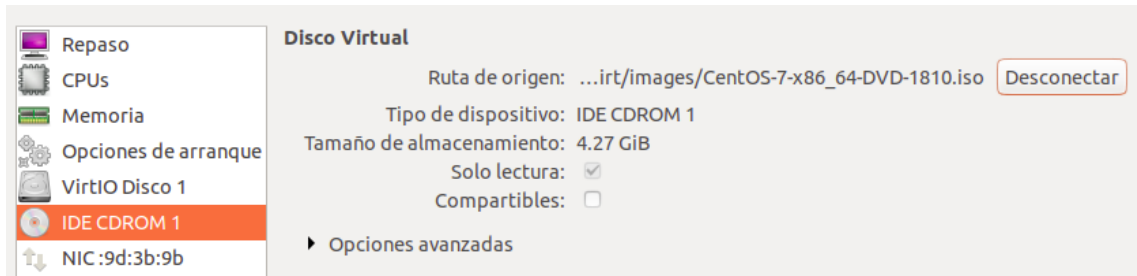 Repaso
CPUs
Memoria
Opciones de arranque
VirtIO Disco 1
IDE CDROM 1
NIC :9d:3b:9b
Disco Virtual
Ruta de origen: ...irt/images/CentOS-7-x86_64-DVD-1810.iso Desconectar
Tipo de dispositivo: IDE CDROM 1
Tamaño de almacenamiento: 4.27 GiB
Solo lectura:
Compartibles:
Opciones avanzadas